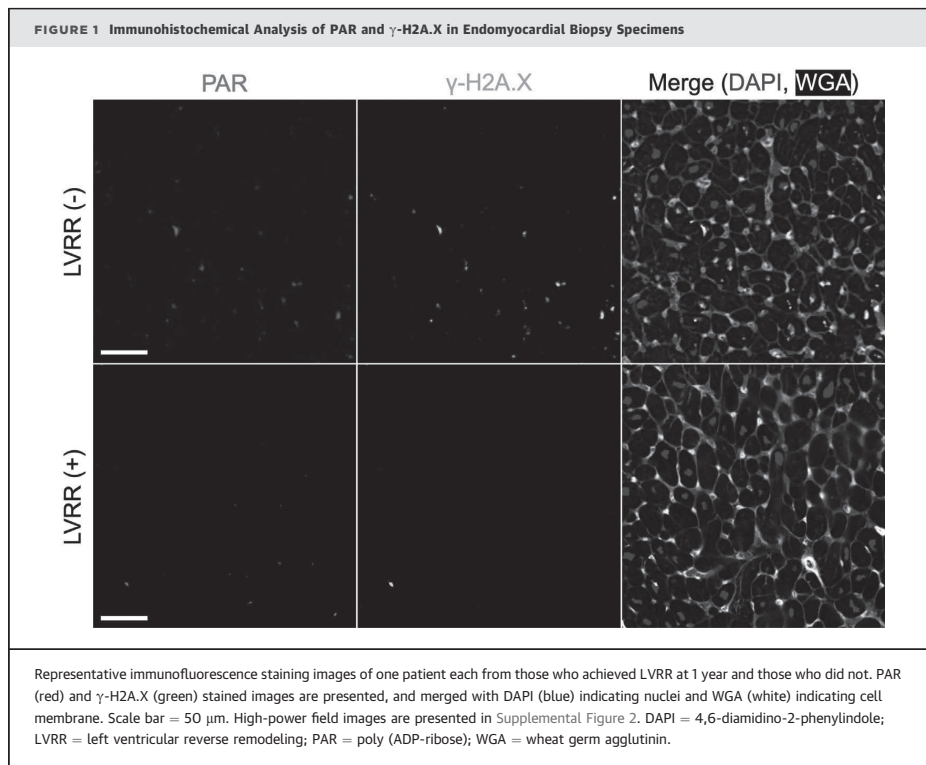 FIGURE 1 Immunohistochemical Analysis of PAR and γ-H2A.X in Endomyocardial Biopsy Specimens
PAR γ-H2A.X Merge (DAPI, WGA)
LVRR (-)
LVRR (+)
Representative immunofluorescence staining images of one patient each from those who achieved LVRR at 1 year and those who did not. PAR
(red) and γ-H2A.X (green) stained images are presented, and merged with DAPI (blue) indicating nuclei and WGA (white) indicating cell
membrane. Scale bar = 50 μm. High-power field images are presented in Supplemental Figure 2. DAPI = 4,6-diamidino-2-phenylindole;
LVRR = left ventricular reverse remodeling; PAR = poly (ADP-ribose); WGA = wheat germ agglutinin.